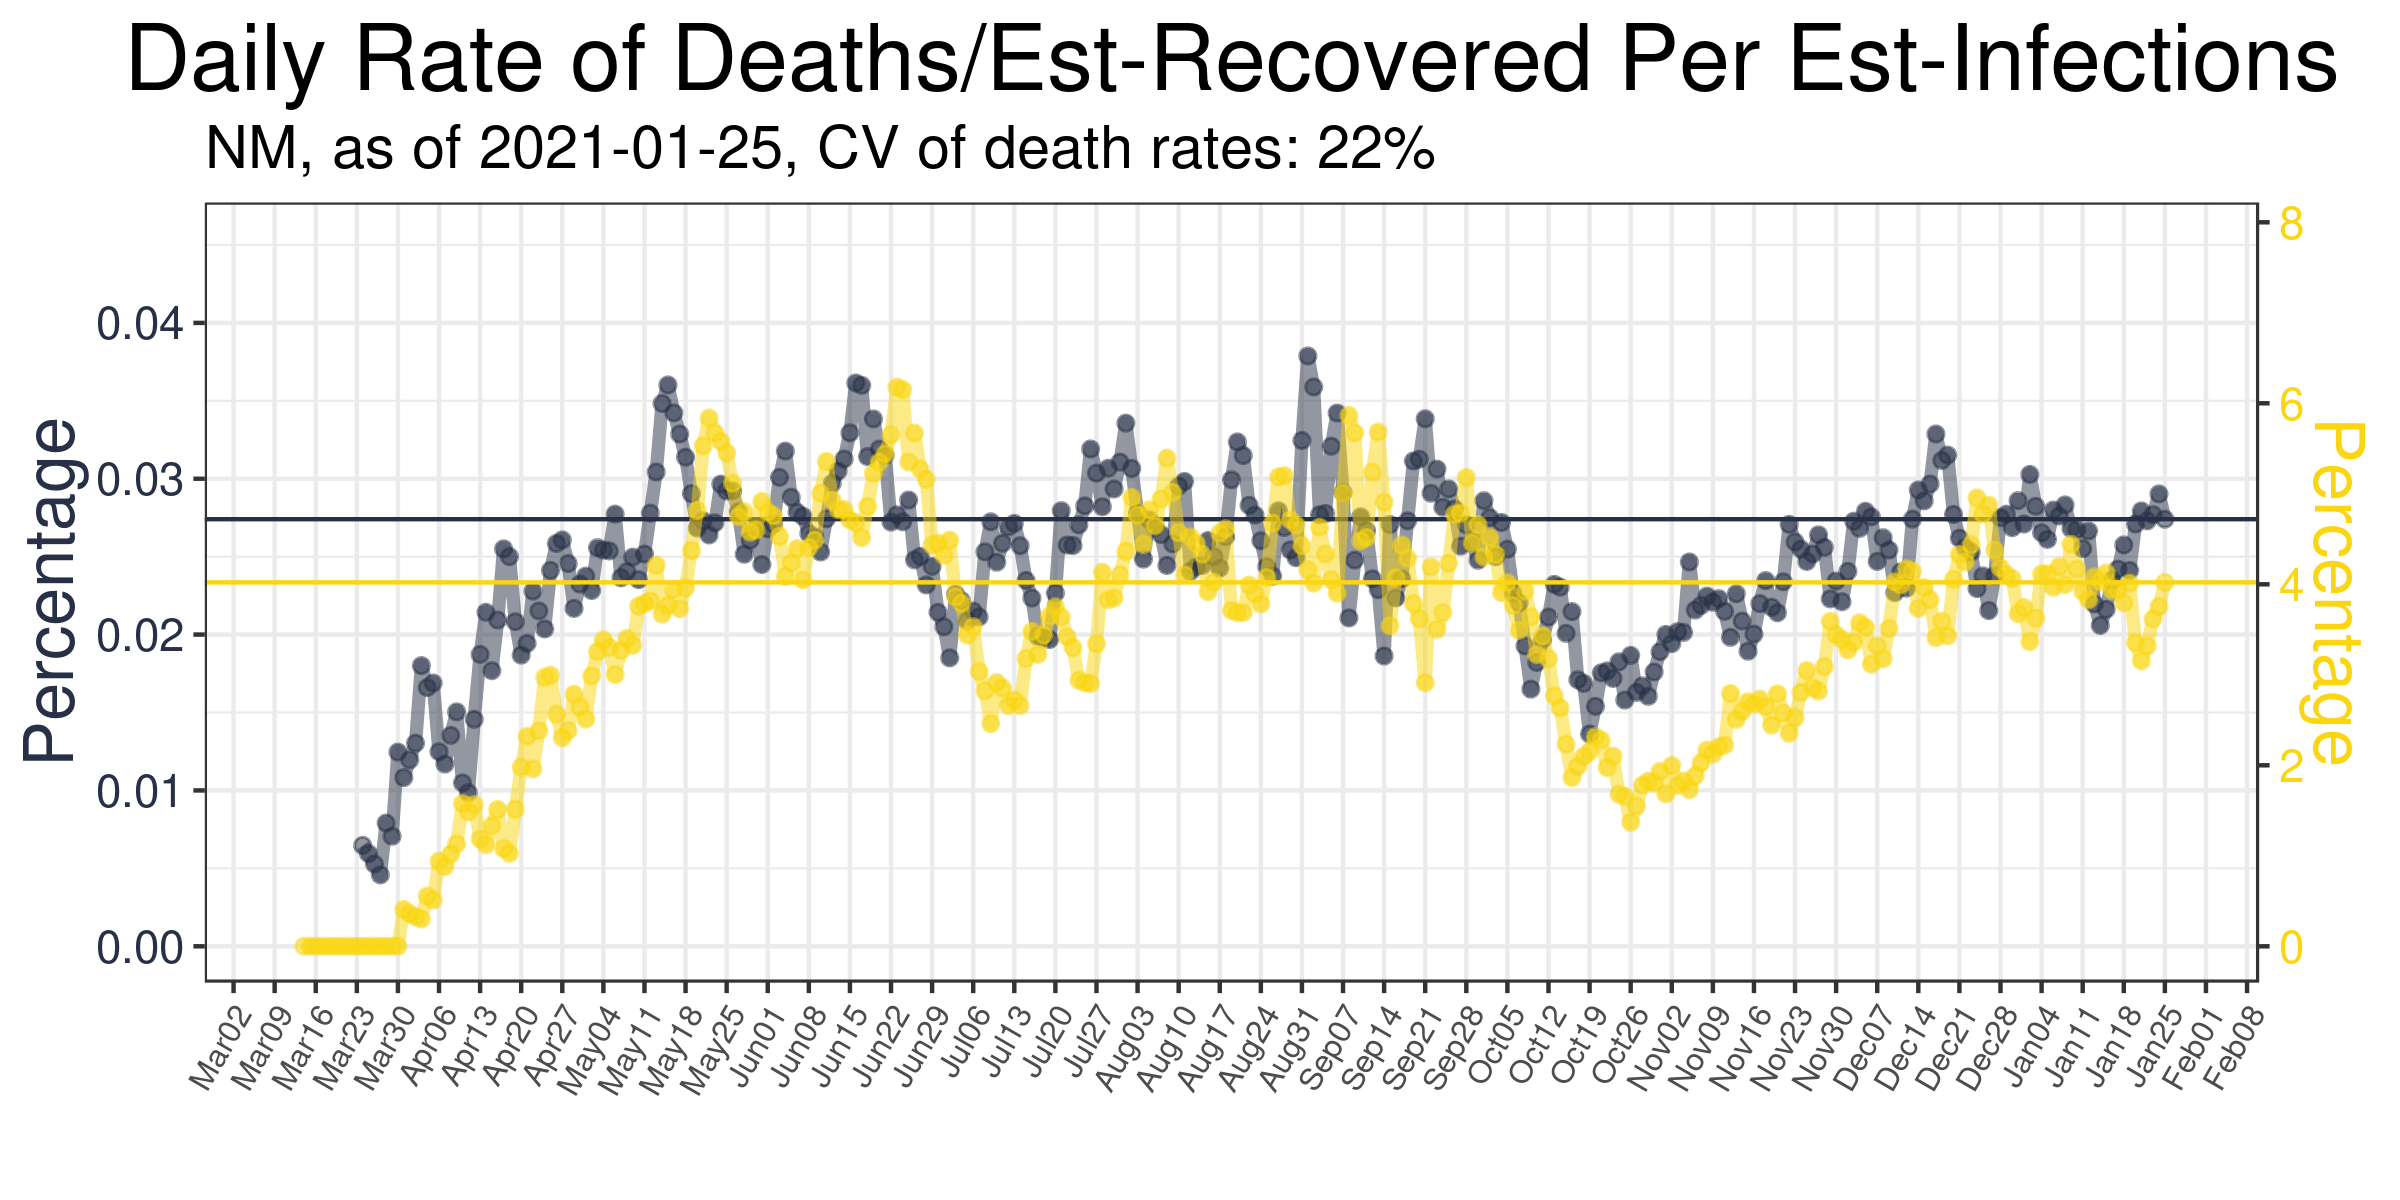 Daily Rate of Deaths/Est-Recovered Per Est-Infections
NM, as of 2021-01-25, CV of death rates: 22%
Percentage
0.04
0.03
0.02
0.01
0.00
8
6
4
2
0
Percentage
Mar02 Mar09 Mar16 Mar23 Mar30 Apr06 Apr13 Apr20 Apr27 May04 May11 May18 May25 Jun01 Jun08 Jun15 Jun22 Jun29 Jul06 Jul13 Jul20 Jul27 Aug03 Aug10 Aug17 Aug24 Aug31 Sep07 Sep14 Sep21 Sep28 Oct05 Oct12 Oct19 Oct26 Nov02 Nov09 Nov16 Nov23 Nov30 Dec07 Dec14 Dec21 Dec28 Jan04 Jan11 Jan18 Jan25 Feb01 Feb08